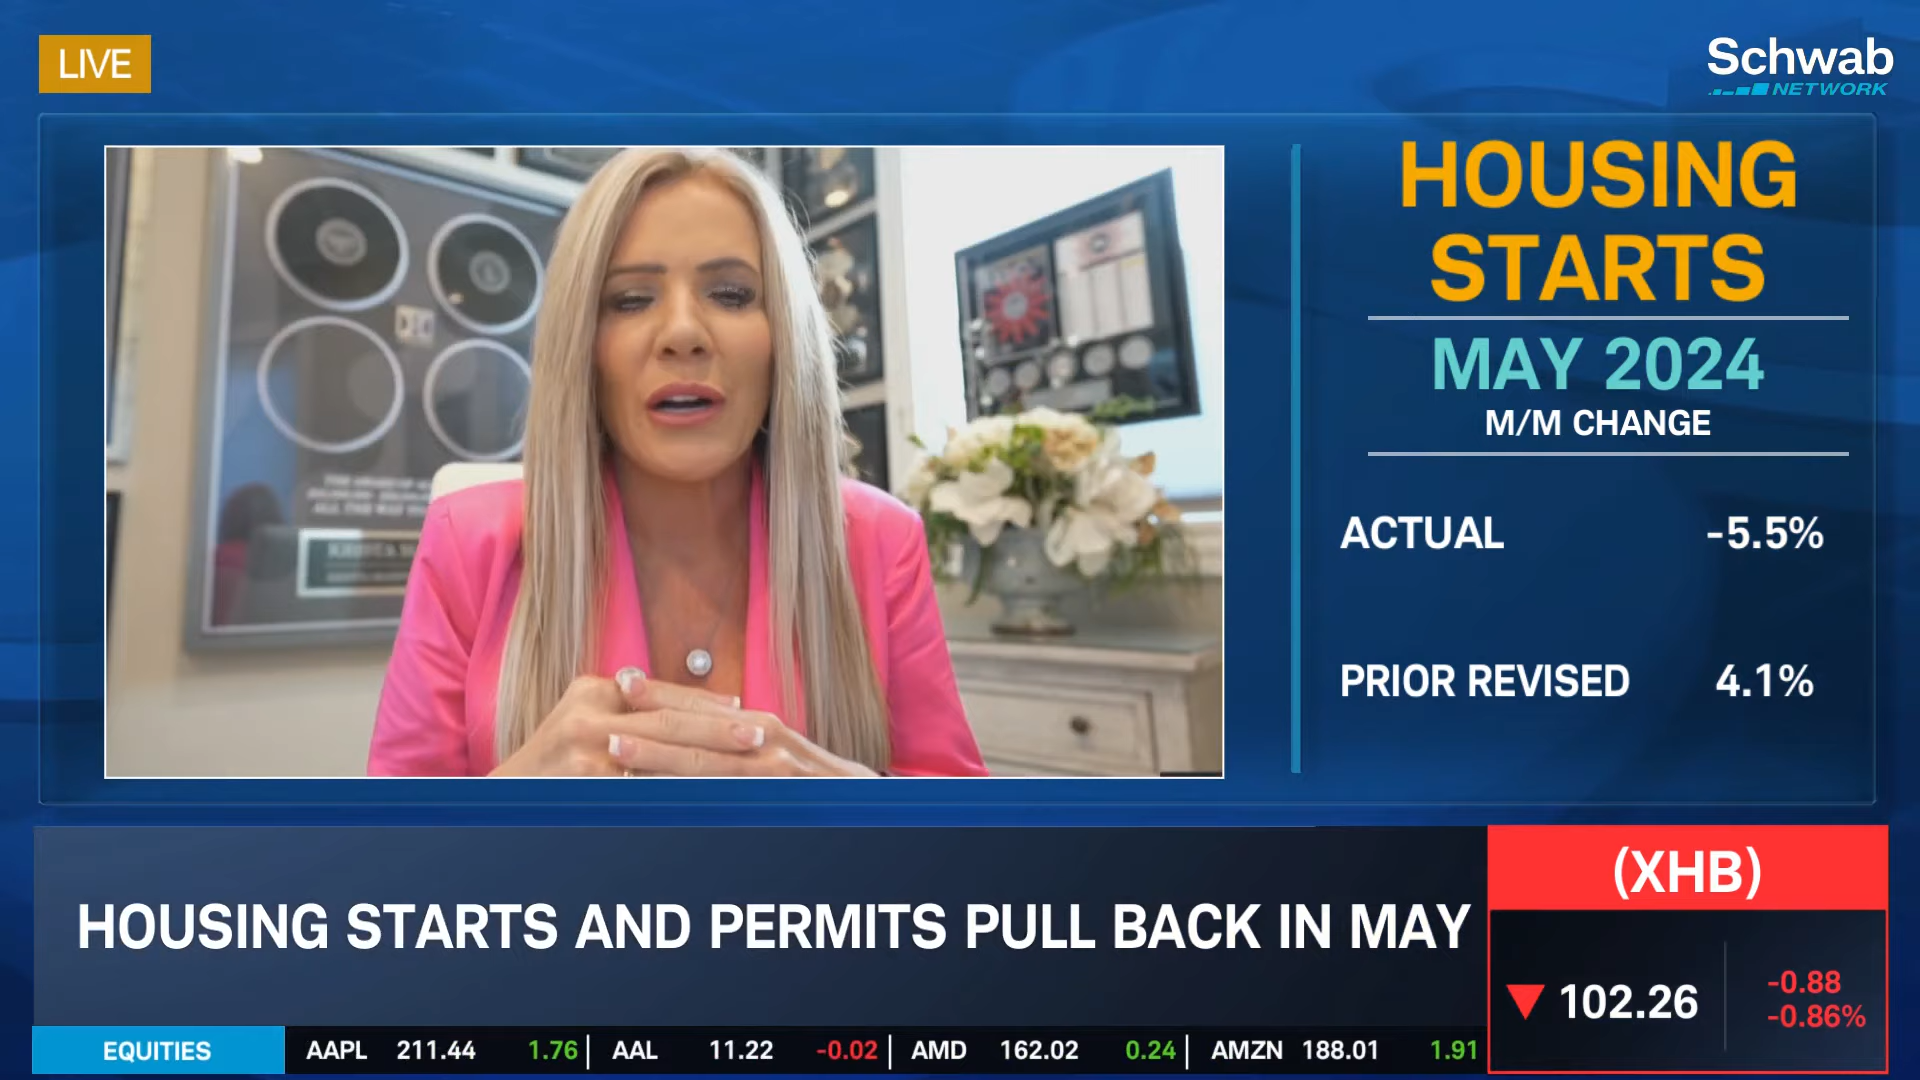 LIVE
Schwab
NETWORK
HOUSING
STARTS
MAY 2024
M/M CHANGE
ACTUAL -5.5%
PRIOR REVISED 4.1%
HOUSING STARTS AND PERMITS PULL BACK IN MAY
(XHB)
▼ 102.26
-0.88
-0.86%
EQUITIES AAPL 211.44 1.76 AAL 11.22 -0.02 AMD 162.02 0.24 AMZN 188.01 1.91